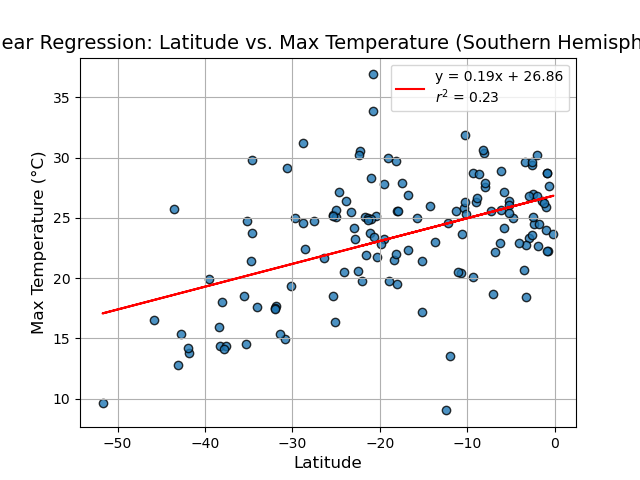 ear Regression: Latitude vs. Max Temperature (Southern Hemisph
y = 0.19x + 26.86
r² = 0.23
Max Temperature (°C)
35
30
25
20
15
10
−50
−40
−30
−20
−10
0
Latitude